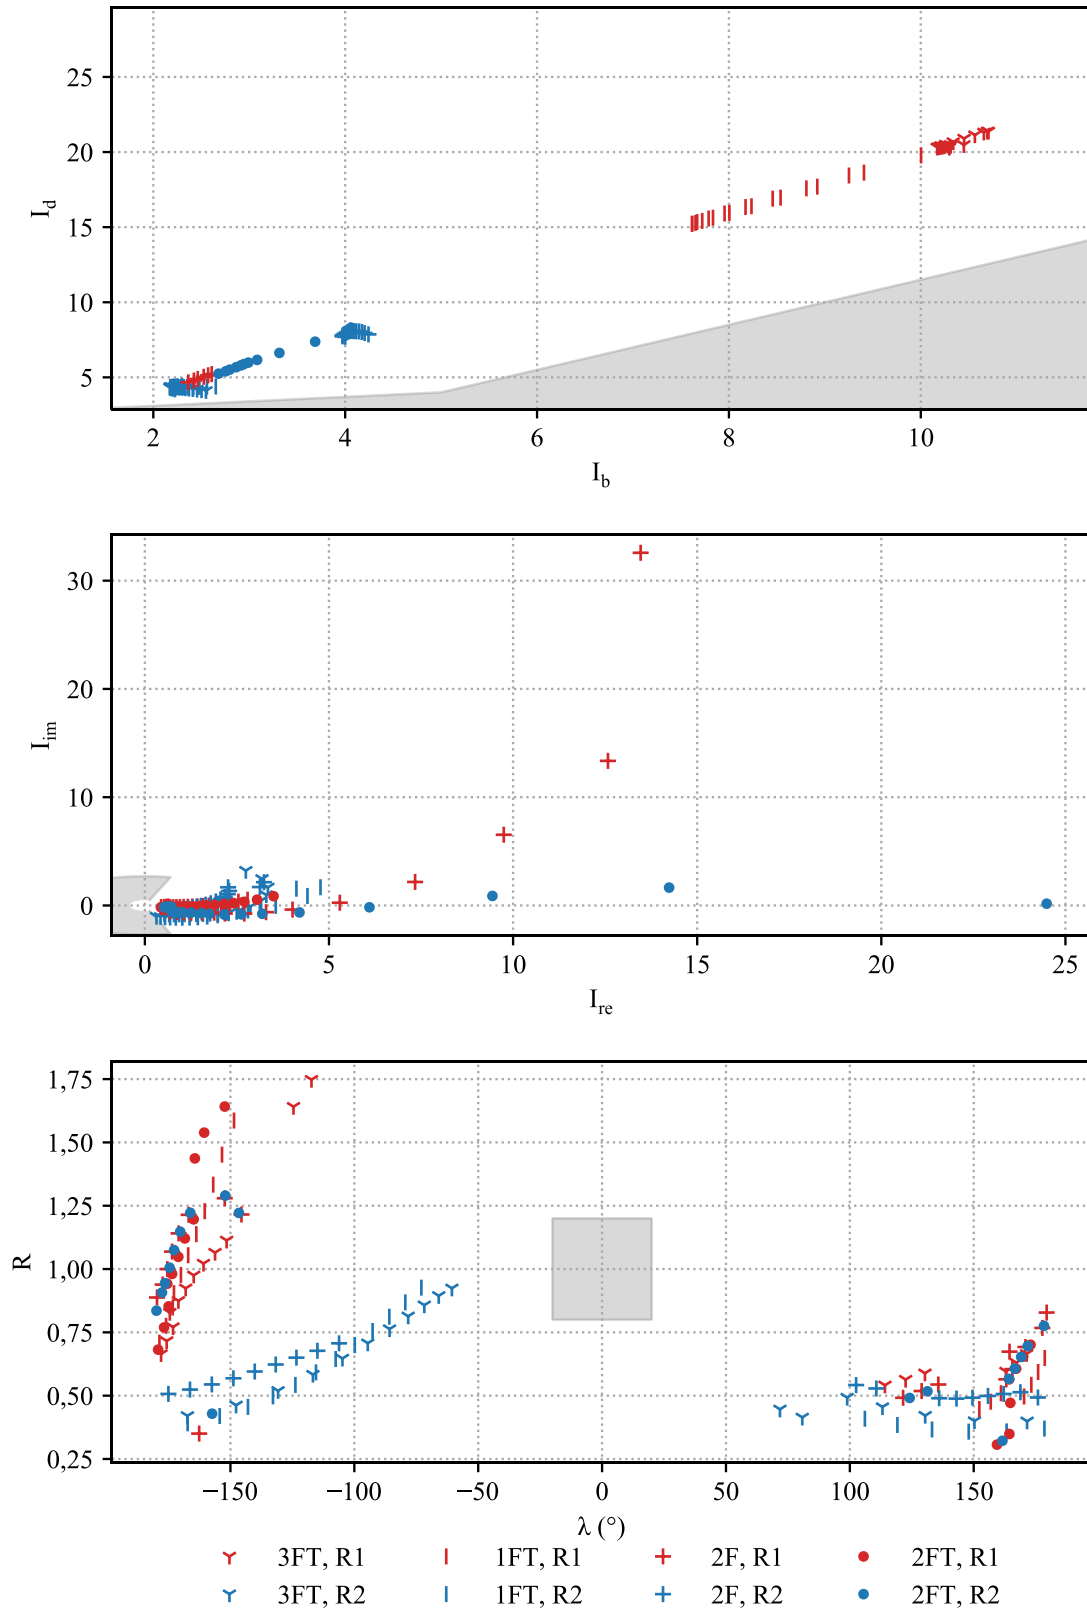 25
20
15
10
5
I_d
2 4 6 8 10
I_b
30
20
10
0
I_im
0 5 10 15 20 25
I_re
1,75
1,50
1,25
1,00
0,75
0,50
0,25
R
−150 −100 −50 0 50 100 150
λ (°)
3FT, R1 1FT, R1 2F, R1 2FT, R1
3FT, R2 1FT, R2 2F, R2 2FT, R2